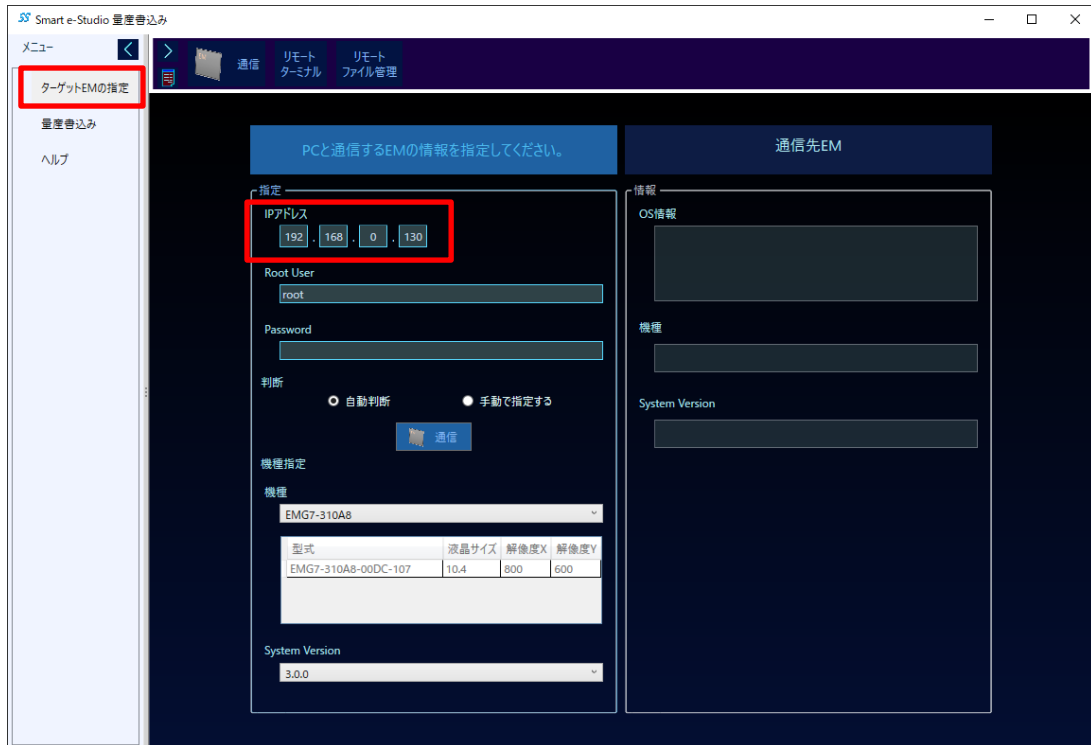 SS Smart e-Studio 量産書込み
メニュー
ターゲットEMの指定
量産書込み
ヘルプ
通信
リモート
ターミナル
リモート
ファイル管理
PCと通信するEMの情報を指定してください。
通信先EM
指定
IPアドレス
192 . 168 . 0 . 130
Root User
root
Password
判断
自動判断 手動で指定する
通信
機種指定
機種
EMG7-310A8
型式 液晶サイズ 解像度X 解像度Y
EMG7-310A8-00DC-107 10.4 800 600
System Version
3.0.0
情報
OS情報
機種
System Version